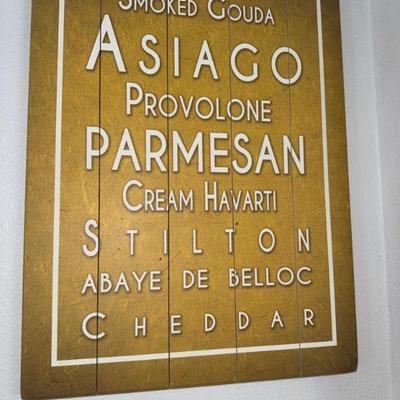 SMOKED GOUDA
ASIAGO
PROVOLONE
PARMESAN
CREAM HAVARTI
STILTON
ABAYE DE BELLOC
CHEDDAR